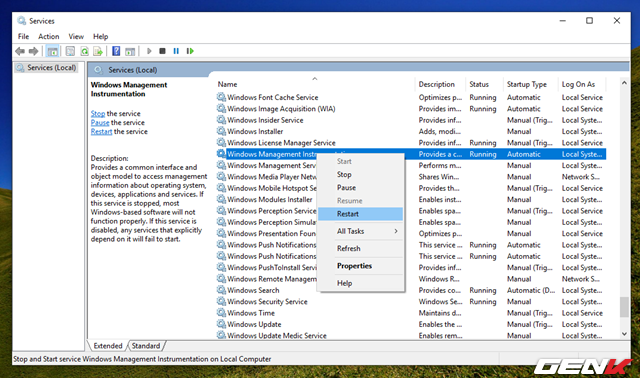 Services
File Action View Help
Services (Local)
Services (Local)
Windows Management Instrumentation
Stop the service
Pause the service
Restart the service
Description:
Provides a common interface and
object model to access management
information about operating system,
devices, applications and services. If
this service is stopped, most
Windows-based software will not
function properly. If this service is
disabled, any services that explicitly
depend on it will fail to start.
Name Description Status Startup Type Log On As
Windows Font Cache Service Optimizes p... Running Automatic Local Service
Windows Image Acquisition (WIA) Provides im... Running Automatic Local Service
Windows Insider Service Provides inf... Manual (Trig... Local Syste...
Windows Installer Adds, modi... Manual Local Syste...
Windows License Manager Service Provides inf... Running Manual (Trig... Local Service
Windows Management Instrumentation Provides a c... Running Automatic Local Syste...
Windows Management Serv Performs m... Manual Local Syste...
Windows Media Player Netw Shares Win... Manual Network S...
Windows Mobile Hotspot Se Provides th... Manual (Trig... Local Service
Windows Modules Installer Enables inst... Manual Local Syste...
Windows Perception Service Enables spa... Manual (Trig... Local Service
Windows Perception Simula Enables spa... Manual Local Syste...
Windows Presentation Foun Optimizes p... Manual Local Service
Windows Push Notifications This service ... Running Automatic Local Syste...
Windows Push Notifications This service ... Running Automatic Local Syste...
Windows PushToInstall Servi Provides inf... Manual (Trig... Local Syste...
Windows Remote Managem Windows R... Manual Network S...
Windows Search Provides co... Running Automatic (D... Local Syste...
Windows Security Service Windows Se... Manual Local Syste...
Windows Time Maintains d... Manual (Trig... Local Service
Windows Update Enables the ... Manual (Trig... Local Syste...
Windows Update Medic Service Enables rem... Manual Local Syste...
Start
Stop
Pause
Resume
Restart
All Tasks
Refresh
Properties
Help
Extended Standard
Stop and Start service Windows Management Instrumentation on Local Computer
GENK